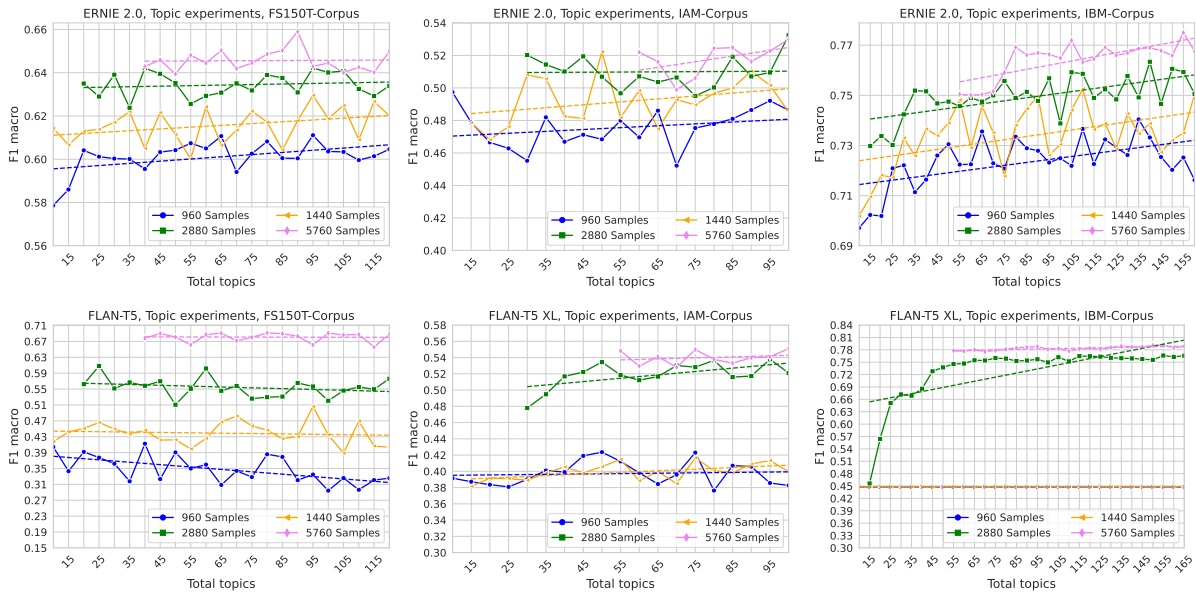 ERNIE 2.0, Topic experiments, FS150T-Corpus
F1 macro
0.66
0.64
0.62
0.60
0.58
0.56
960 Samples
2880 Samples
1440 Samples
5760 Samples
15 25 35 45 55 65 75 85 95 105 115
Total topics
ERNIE 2.0, Topic experiments, IAM-Corpus
F1 macro
0.54
0.52
0.50
0.48
0.46
0.44
0.42
0.40
960 Samples
2880 Samples
1440 Samples
5760 Samples
15 25 35 45 55 65 75 85 95
Total topics
ERNIE 2.0, Topic experiments, IBM-Corpus
F1 macro
0.77
0.75
0.73
0.71
0.69
960 Samples
2880 Samples
1440 Samples
5760 Samples
15 25 35 45 55 65 75 85 95 105 115 125 135 145 155
Total topics
FLAN-T5, Topic experiments, FS150T-Corpus
F1 macro
0.71
0.67
0.63
0.59
0.55
0.51
0.47
0.43
0.39
0.35
0.31
0.27
0.23
0.19
0.15
960 Samples
2880 Samples
1440 Samples
5760 Samples
15 25 35 45 55 65 75 85 95 105 115
Total topics
FLAN-T5 XL, Topic experiments, IAM-Corpus
F1 macro
0.58
0.56
0.54
0.52
0.50
0.48
0.46
0.44
0.42
0.40
0.38
0.36
0.34
0.32
0.30
960 Samples
2880 Samples
1440 Samples
5760 Samples
15 25 35 45 55 65 75 85 95
Total topics
FLAN-T5 XL, Topic experiments, IBM-Corpus
F1 macro
0.84
0.81
0.78
0.75
0.72
0.69
0.66
0.63
0.60
0.57
0.54
0.51
0.48
0.45
0.42
0.39
0.36
0.33
0.30
960 Samples
2880 Samples
1440 Samples
5760 Samples
15 25 35 45 55 65 75 85 95 105 115 125 135 145 155 165
Total topics